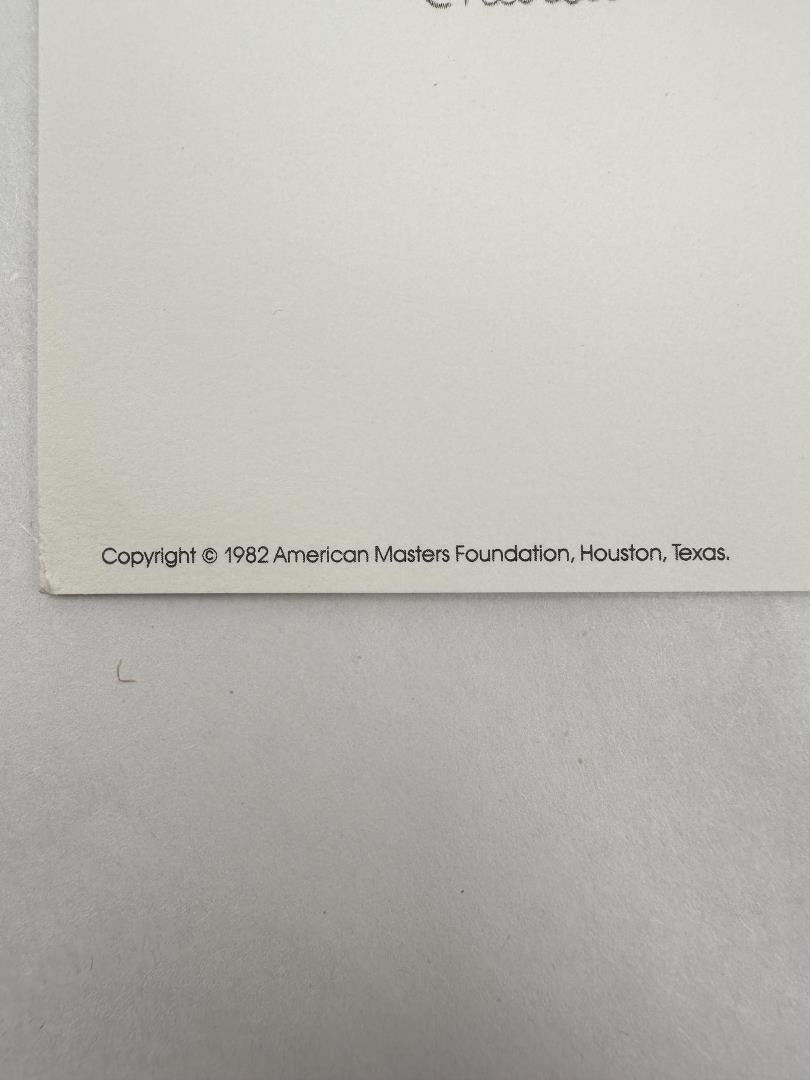 Copyright © 1982 American Masters Foundation, Houston, Texas.